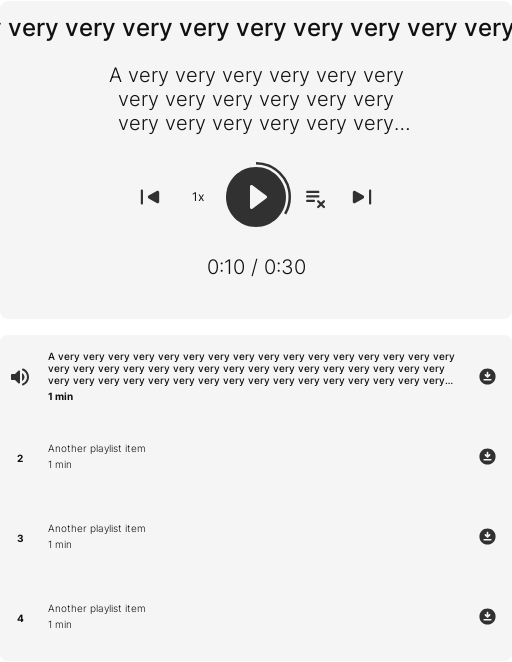 very very very very very very very very very
A very very very very very very
very very very very very very
very very very very very very...
1x
0:10 / 0:30
A very very very very very very very very very very very very very very very very
very very very very very very very very very very very very very very very very
very very very very very very very very very very very very very very very very...
1 min
2
Another playlist item
1 min
3
Another playlist item
1 min
4
Another playlist item
1 min